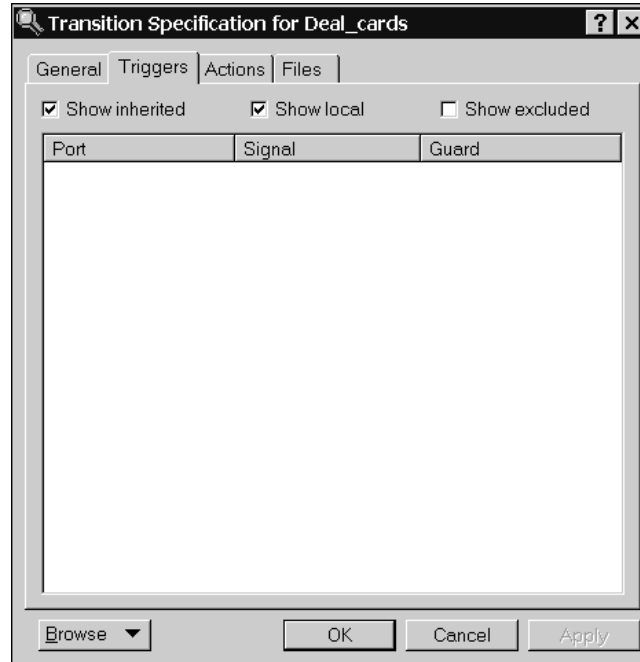 Transition Specification for Deal_cards
General Triggers Actions Files
Show inherited Show local Show excluded
Port Signal Guard
Browse OK Cancel Apply